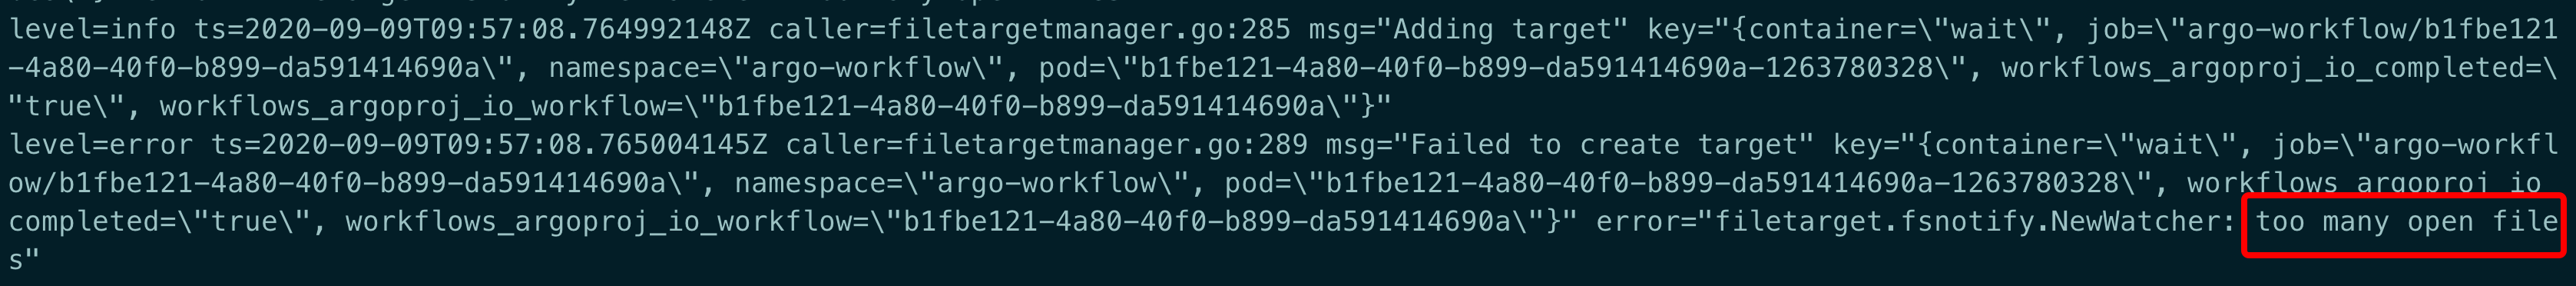 level=info ts=2020-09-09T09:57:08.764992148Z caller=filetargetmanager.go:285 msg="Adding target" key="{container=\"wait\", job=\"argo-workflow/b1fbe121
-4a80-40f0-b899-da591414690a\", namespace=\"argo-workflow\", pod=\"b1fbe121-4a80-40f0-b899-da591414690a-1263780328\", workflows_argoproj_io_completed=\
"true\", workflows_argoproj_io_workflow=\"b1fbe121-4a80-40f0-b899-da591414690a\"}"
level=error ts=2020-09-09T09:57:08.765004145Z caller=filetargetmanager.go:289 msg="Failed to create target" key="{container=\"wait\", job=\"argo-workfl
ow/b1fbe121-4a80-40f0-b899-da591414690a\", namespace=\"argo-workflow\", pod=\"b1fbe121-4a80-40f0-b899-da591414690a-1263780328\", workflows_argoproj_io_
completed=\"true\", workflows_argoproj_io_workflow=\"b1fbe121-4a80-40f0-b899-da591414690a\"}" error="filetarget.fsnotify.NewWatcher: too many open file
s"